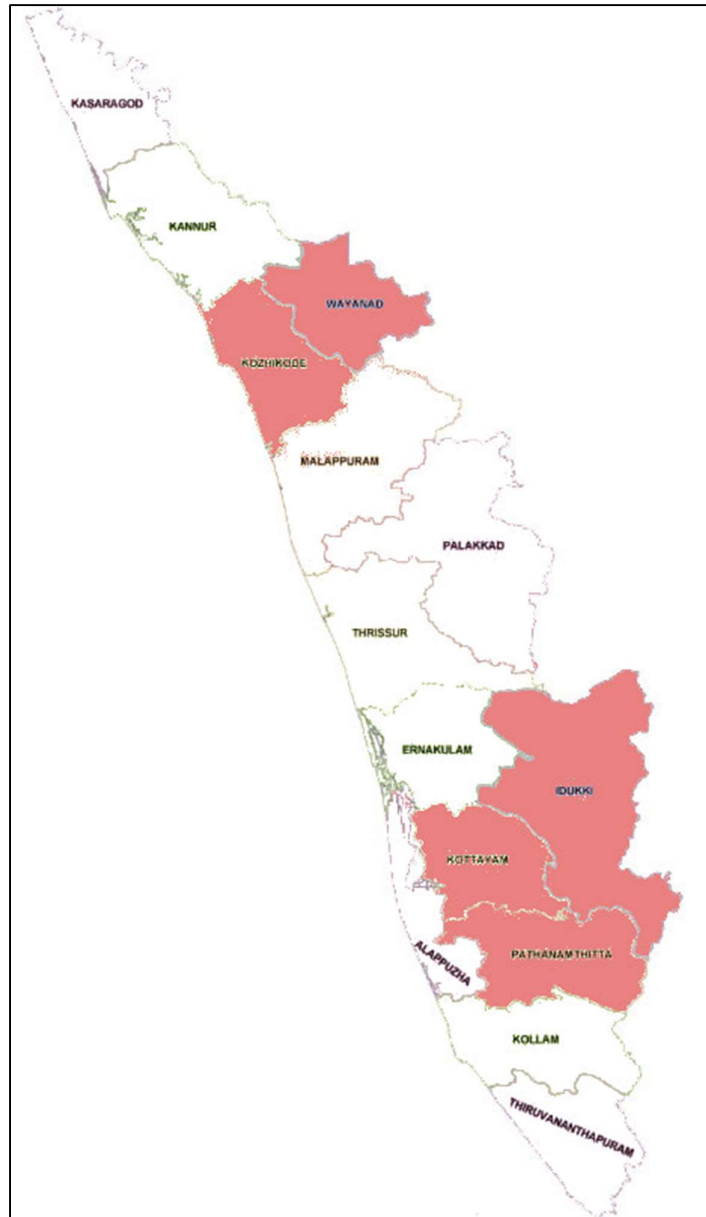 KASARAGOD
KANNUR
WAYANAD
KOZHIKODE
MALAPPURAM
PALAKKAD
THRISSUR
ERNAKULAM
IDUKKI
KOTTAYAM
PATHANAMTHITTA
ALAPPUZHA
KOLLAM
THIRUVANANTHAPURAM